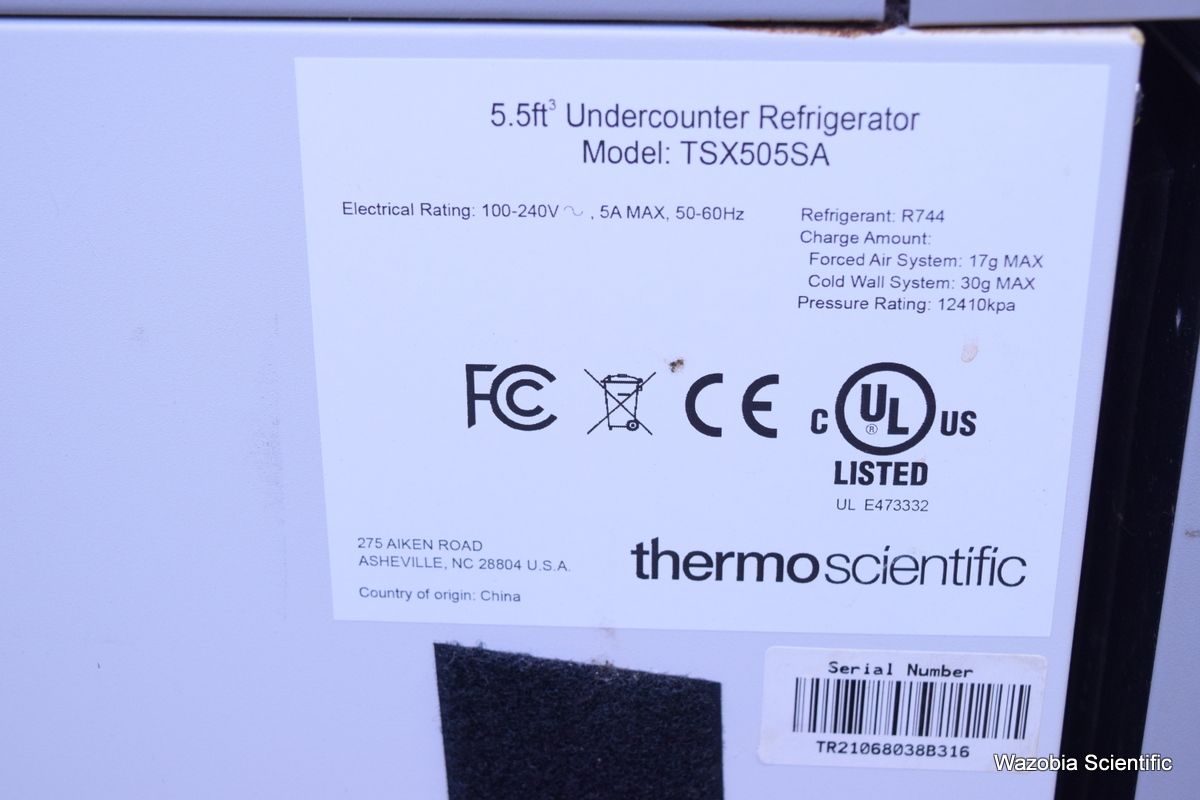 5.5ft³ Undercounter Refrigerator
Model: TSX505SA
Electrical Rating: 100-240V ~ , 5A MAX, 50-60Hz
Refrigerant: R744
Charge Amount:
Forced Air System: 17g MAX
Cold Wall System: 30g MAX
Pressure Rating: 12410kpa
FC
CE
C UL ® US
LISTED
UL E473332
275 AIKEN ROAD
ASHEVILLE, NC 28804 U.S.A.
Country of origin: China
thermo scientific
Serial Number
TR21068038B316
Wazobia Scientific